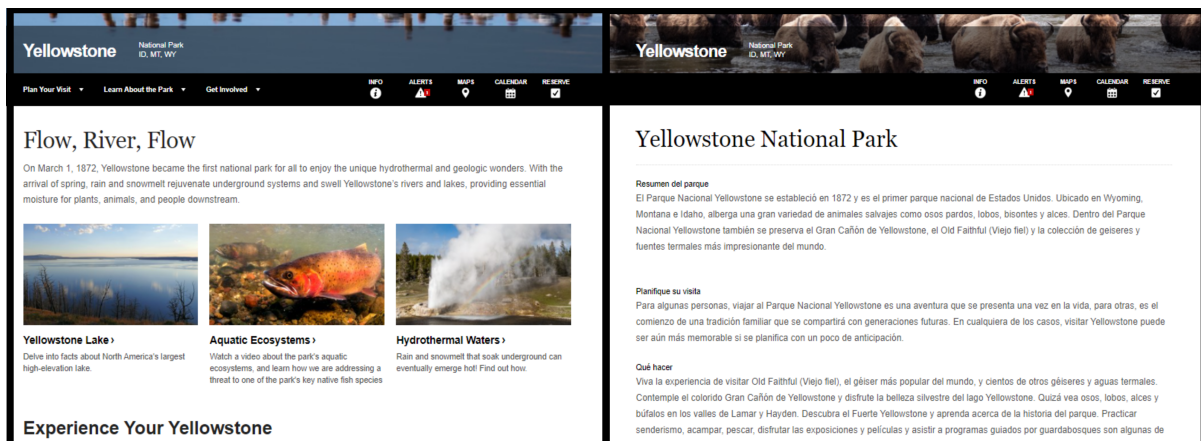 Yellowstone
National Park
ID, MT, WY
Plan Your Visit
Learn About the Park
Get Involved
INFO
ALERTS
1
MAPS
CALENDAR
RESERVE
Flow, River, Flow
On March 1, 1872, Yellowstone became the first national park for all to enjoy the unique hydrothermal and geologic wonders. With the
arrival of spring, rain and snowmelt rejuvenate underground systems and swell Yellowstone's rivers and lakes, providing essential
moisture for plants, animals, and people downstream.
Yellowstone Lake ›
Delve into facts about North America's largest
high-elevation lake.
Aquatic Ecosystems ›
Watch a video about the park's aquatic
ecosystems, and learn how we are addressing a
threat to one of the park's key native fish species
Hydrothermal Waters ›
Rain and snowmelt that soak underground can
eventually emerge hot! Find out how.
Experience Your Yellowstone
Yellowstone
National Park
ID, MT, WY
INFO
ALERTS
1
MAPS
CALENDAR
RESERVE
Yellowstone National Park
Resumen del parque
El Parque Nacional Yellowstone se estableciò en 1872 y es el primer parque nacional de Estados Unidos. Ubicado en Wyoming,
Montana e Idaho, alberga una gran variedad de animales salvajes como osos pardos, lobos, bisontes y alces. Dentro del Parque
Nacional Yellowstone también se preserva el Gran Cañón de Yellowstone, el Old Faithful (Viejo fiel) y la colección de geiseres y
fuentes termales más impresionante del mundo.
Planifique su visita
Para algunas personas, viajar al Parque Nacional Yellowstone es una aventura que se presenta una vez en la vida, para otras, es el
comienzo de una tradición familiar que se compartirá con generaciones futuras. En cualquiera de los casos, visitar Yellowstone puede
ser aún más memorable si se planifica con un poco de anticipación.
Qué hacer
Viva la experiencia de visitar Old Faithful (Viejo fiel), el géiser más popular del mundo, y cientos de otros géiseres y aguas termales.
Contemple el colorido Gran Cañón de Yellowstone y disfrute la belleza silvestre del lago Yellowstone. Quizá vea osos, lobos, alces y
búfalos en los valles de Lamar y Hayden. Descubra el Fuerte Yellowstone y aprenda acerca de la historia del parque. Practicar
senderismo, acampar, pescar, disfrutar las exposiciones y películas y asistir a programas guiados por guardabosques son algunas de